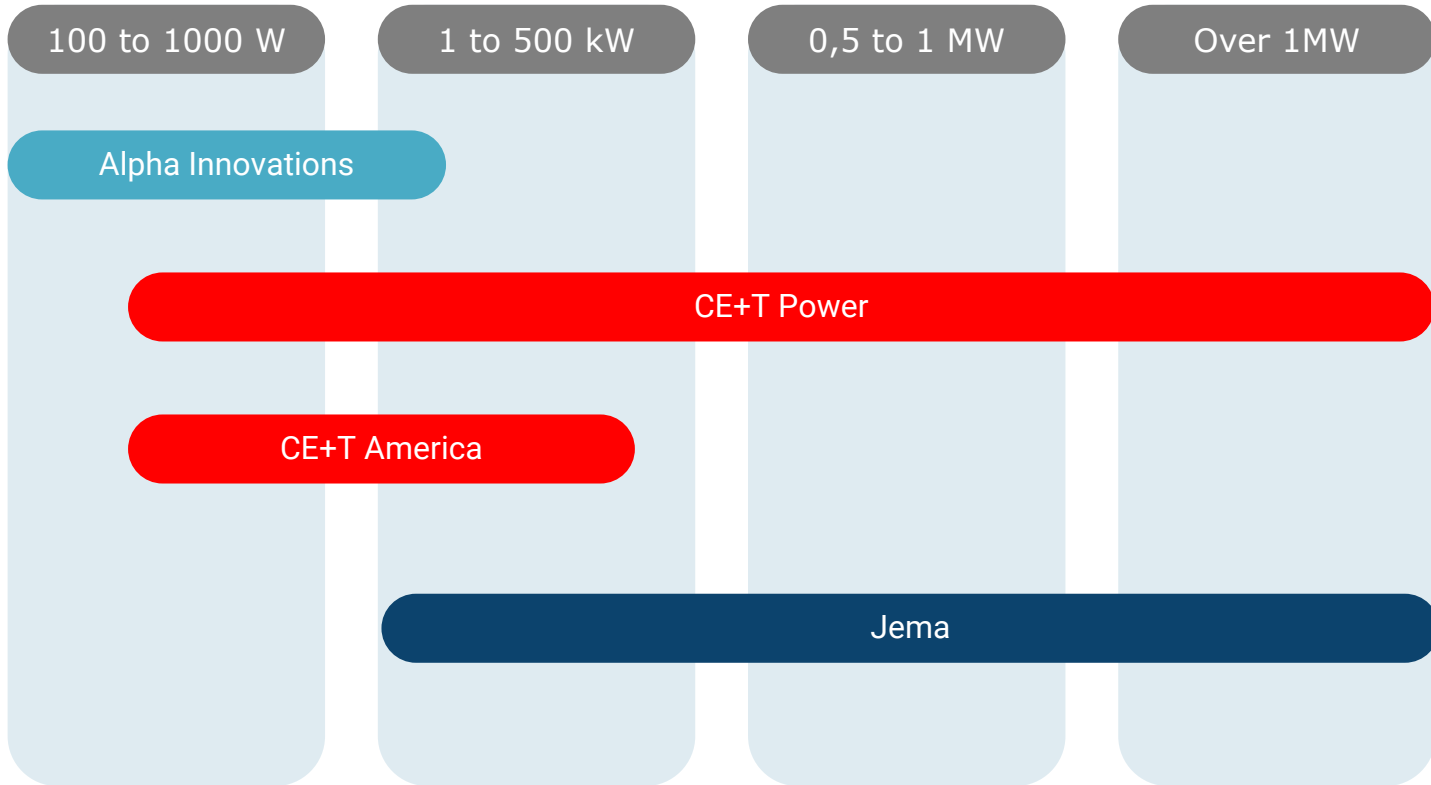 100 to 1000 W
1 to 500 kW
0,5 to 1 MW
Over 1MW
Alpha Innovations
CE+T Power
CE+T America
Jema